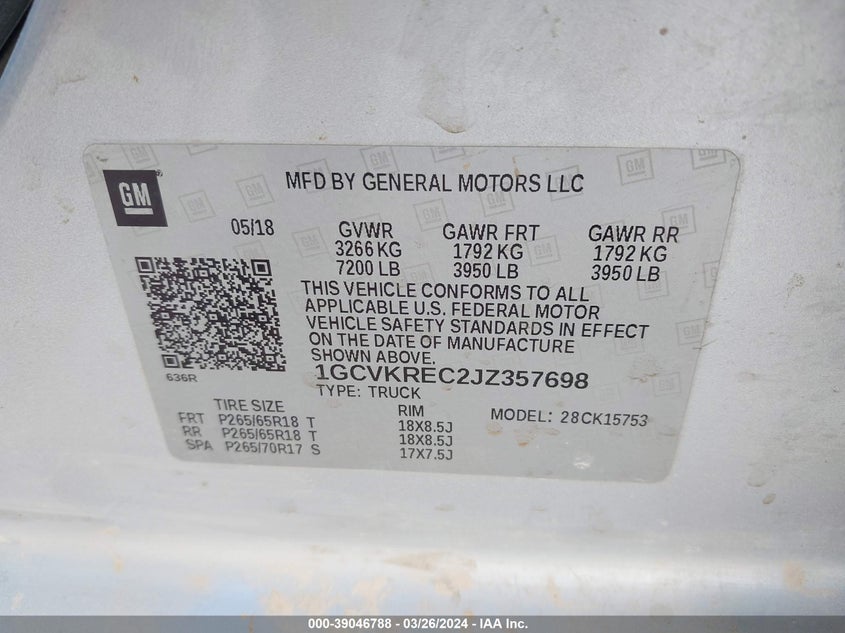 GM
MFD BY GENERAL MOTORS LLC
05/18 GVWR GAWR FRT GAWR RR
3266 KG 1792 KG 1792 KG
7200 LB 3950 LB 3950 LB
THIS VEHICLE CONFORMS TO ALL
APPLICABLE U.S. FEDERAL MOTOR
VEHICLE SAFETY STANDARDS IN EFFECT
ON THE DATE OF MANUFACTURE
SHOWN ABOVE.
636R
1GCVKREC2JZ357698
TYPE: TRUCK
TIRE SIZE RIM MODEL: 28CK15753
FRT P265/65R18 T 18X8.5J
RR P265/65R18 T 18X8.5J
SPA P265/70R17 S 17X7.5J
000-39046788 — 03/26/2024 — IAA Inc.